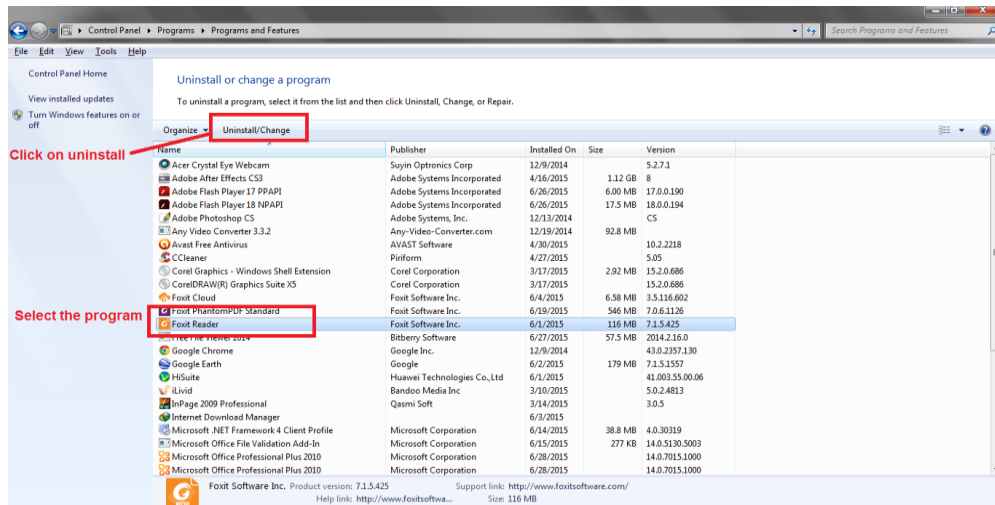 Control Panel Programs Programs and Features Search Programs and Features
File Edit View Tools Help
Control Panel Home
View installed updates
Turn Windows features on or off
Uninstall or change a program
To uninstall a program, select it from the list and then click Uninstall, Change, or Repair.
Organize Uninstall/Change
Click on uninstall
Name Publisher Installed On Size Version
Acer Crystal Eye Webcam Suyin Optronics Corp 12/9/2014 5.2.7.1
Adobe After Effects CS3 Adobe Systems Incorporated 4/16/2015 1.12 GB 8
Adobe Flash Player 17 PPAPI Adobe Systems Incorporated 6/26/2015 6.00 MB 17.0.0.190
Adobe Flash Player 18 NPAPI Adobe Systems Incorporated 6/26/2015 17.5 MB 18.0.0.194
Adobe Photoshop CS Adobe Systems, Inc. 12/13/2014 CS
Any Video Converter 3.3.2 Any-Video-Converter.com 12/19/2014 92.8 MB
Avast Free Antivirus AVAST Software 4/30/2015 10.2.2218
CCleaner Piriform 4/27/2015 5.05
Corel Graphics - Windows Shell Extension Corel Corporation 3/17/2015 2.92 MB 15.2.0.686
CorelDRAW(R) Graphics Suite X5 Corel Corporation 3/17/2015 15.2.0.686
Foxit Cloud Foxit Software Inc. 6/4/2015 6.58 MB 3.5.116.602
Select the program
Foxit PhantomPDF Standard Foxit Software Inc. 6/19/2015 546 MB 7.0.6.1126
Foxit Reader Foxit Software Inc. 6/1/2015 116 MB 7.1.5.425
Free File Viewer 2014 Bitberry Software 6/27/2015 57.5 MB 2014.2.16.0
Google Chrome Google Inc. 12/9/2014 43.0.2357.130
Google Earth Google 6/2/2015 179 MB 7.1.5.1557
HiSuite Huawei Technologies Co.,Ltd 6/1/2015 41.003.55.00.06
iLivid Bandoo Media Inc 3/10/2015 5.0.2.4813
InPage 2009 Professional Qasmi Soft 3/14/2015 3.0.5
Internet Download Manager 6/3/2015
Microsoft .NET Framework 4 Client Profile Microsoft Corporation 6/14/2015 38.8 MB 4.0.30319
Microsoft Office File Validation Add-In Microsoft Corporation 6/15/2015 277 KB 14.0.5130.5003
Microsoft Office Professional Plus 2010 Microsoft Corporation 6/28/2015 14.0.7015.1000
Microsoft Office Professional Plus 2010 Microsoft Corporation 6/28/2015 14.0.7015.1000
Foxit Software Inc. Product version: 7.1.5.425 Support link: http://www.foxitsoftware.com/
Help link: http://www.foxitsoftwa... Size: 116 MB